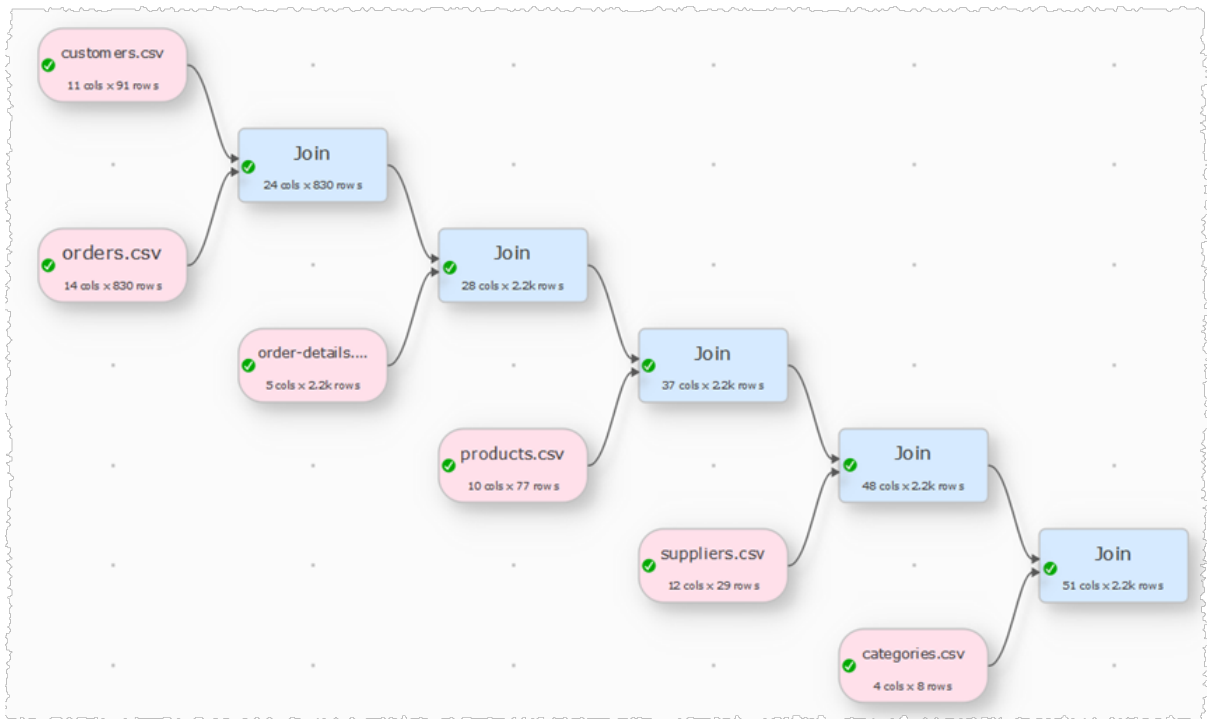 customers.csv
11 cols x 91 rows
Join
24 cols x 830 rows
orders.csv
14 cols x 830 rows
Join
28 cols x 2.2k rows
order-details....
5 cols x 2.2k rows
Join
37 cols x 2.2k rows
products.csv
10 cols x 77 rows
Join
48 cols x 2.2k rows
suppliers.csv
12 cols x 29 rows
Join
51 cols x 2.2k rows
categories.csv
4 cols x 8 rows